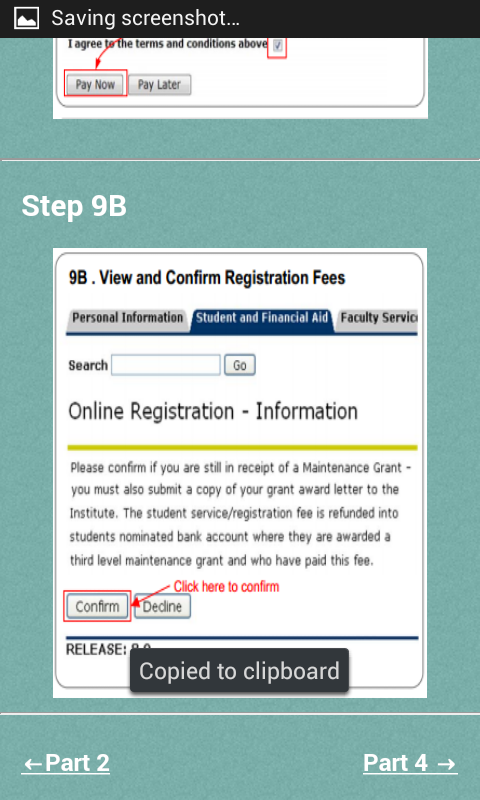 Saving screenshot...
I agree to the terms and conditions above
Pay Now Pay Later
Step 9B
9B . View and Confirm Registration Fees
Personal Information Student and Financial Aid Faculty
Search Go
Online Registration - Information
Please confirm if you are still in receipt of a Maintenance Grant -
you must also submit a copy of your grant award letter to the
Institute. The student service/registration fee is refunded into
students nominated bank account where they are awarded a
third level maintenance grant and who have paid this fee.
Click here to confirm
Confirm Decline
RELEASE:
Copied to clipboard
←Part 2 Part 4 →